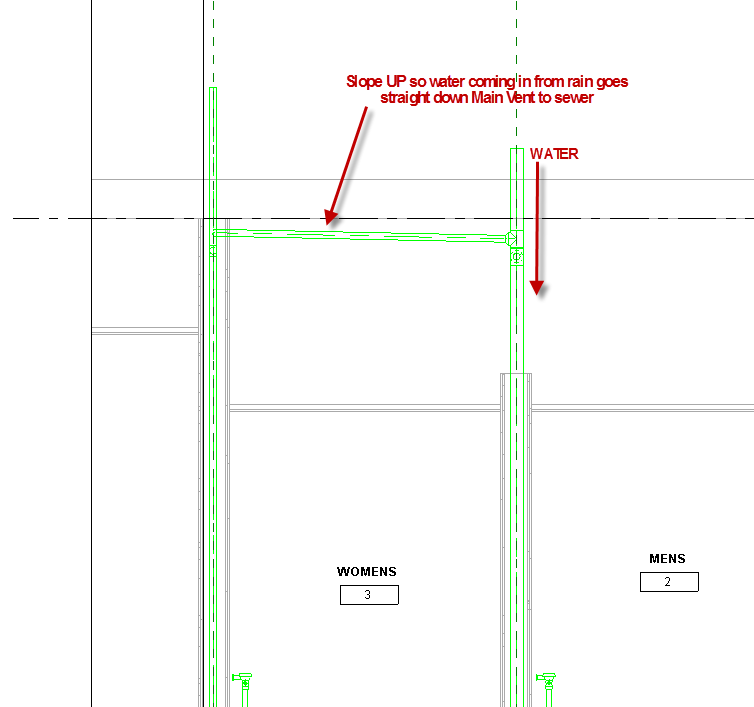 Slope UP so water coming in from rain goes
straight down Main Vent to sewer
WATER
MENS
2
WOMENS
3